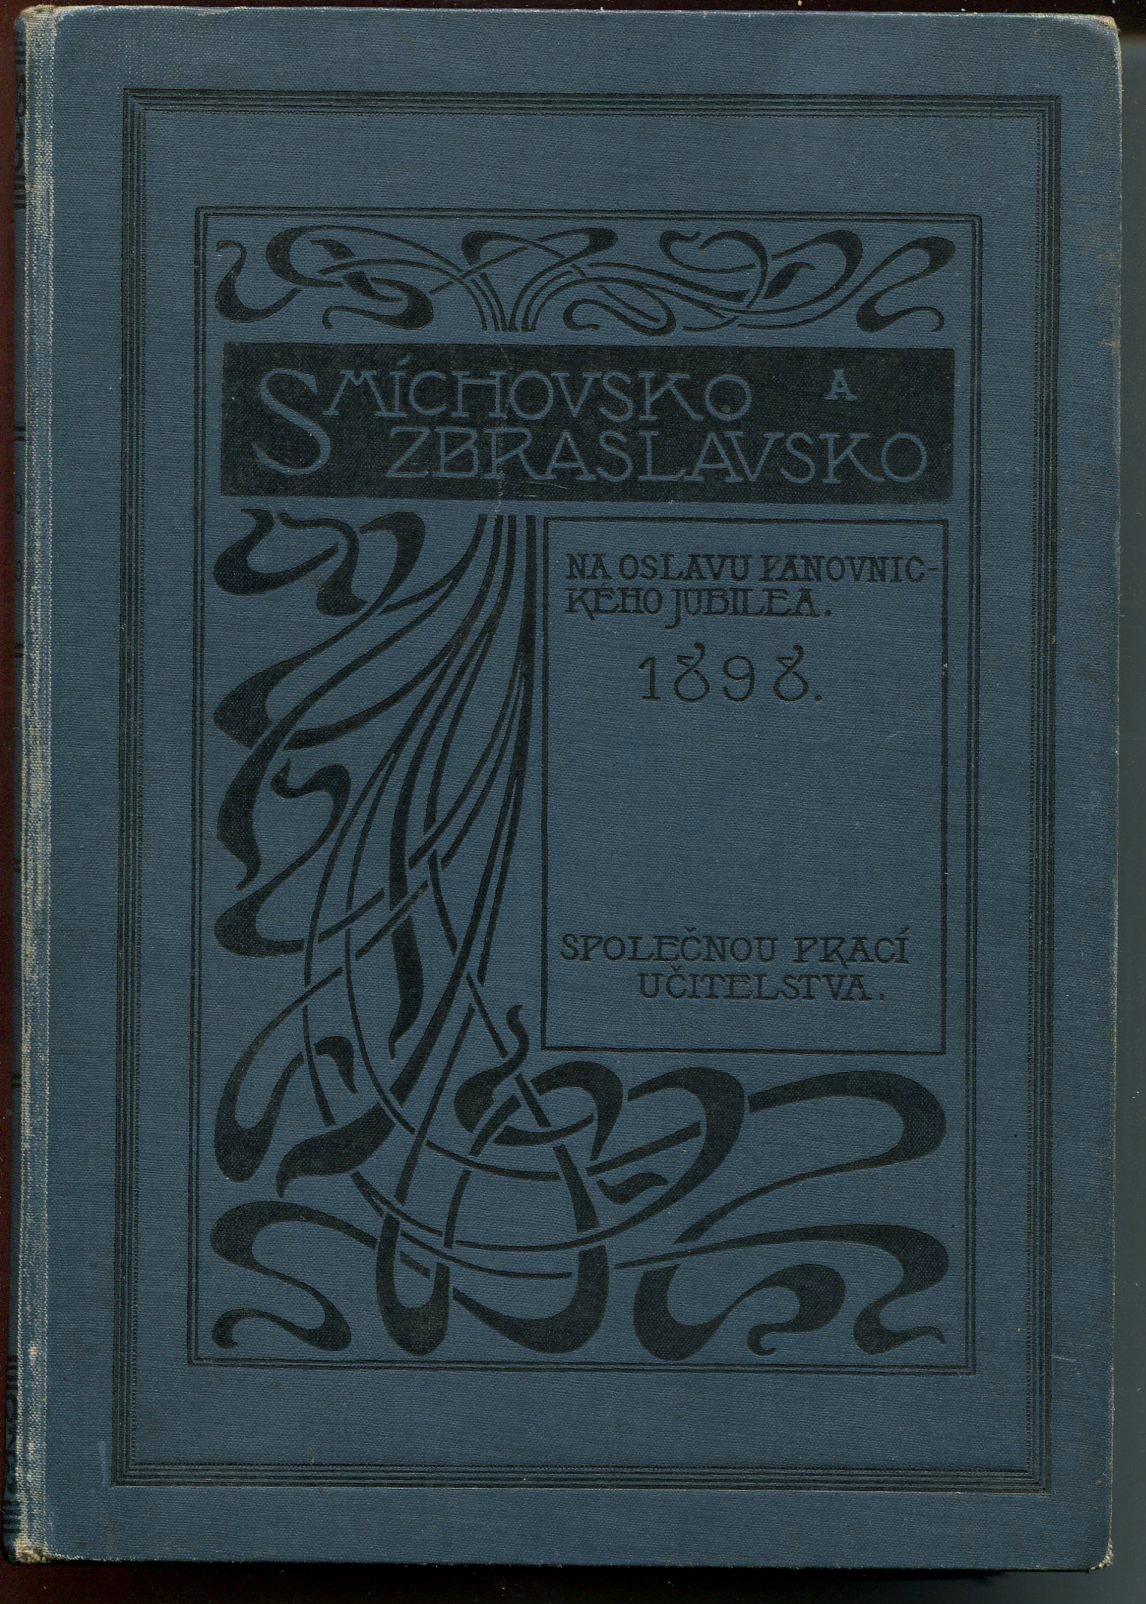 SMÍCHOVSKO A
ZBRASLAVSKO
NA OSLAVU PANOVNIC-
KÉHO JUBILEA.
1898.
SPOLEČNOU PRACÍ
UČITELSTVA.